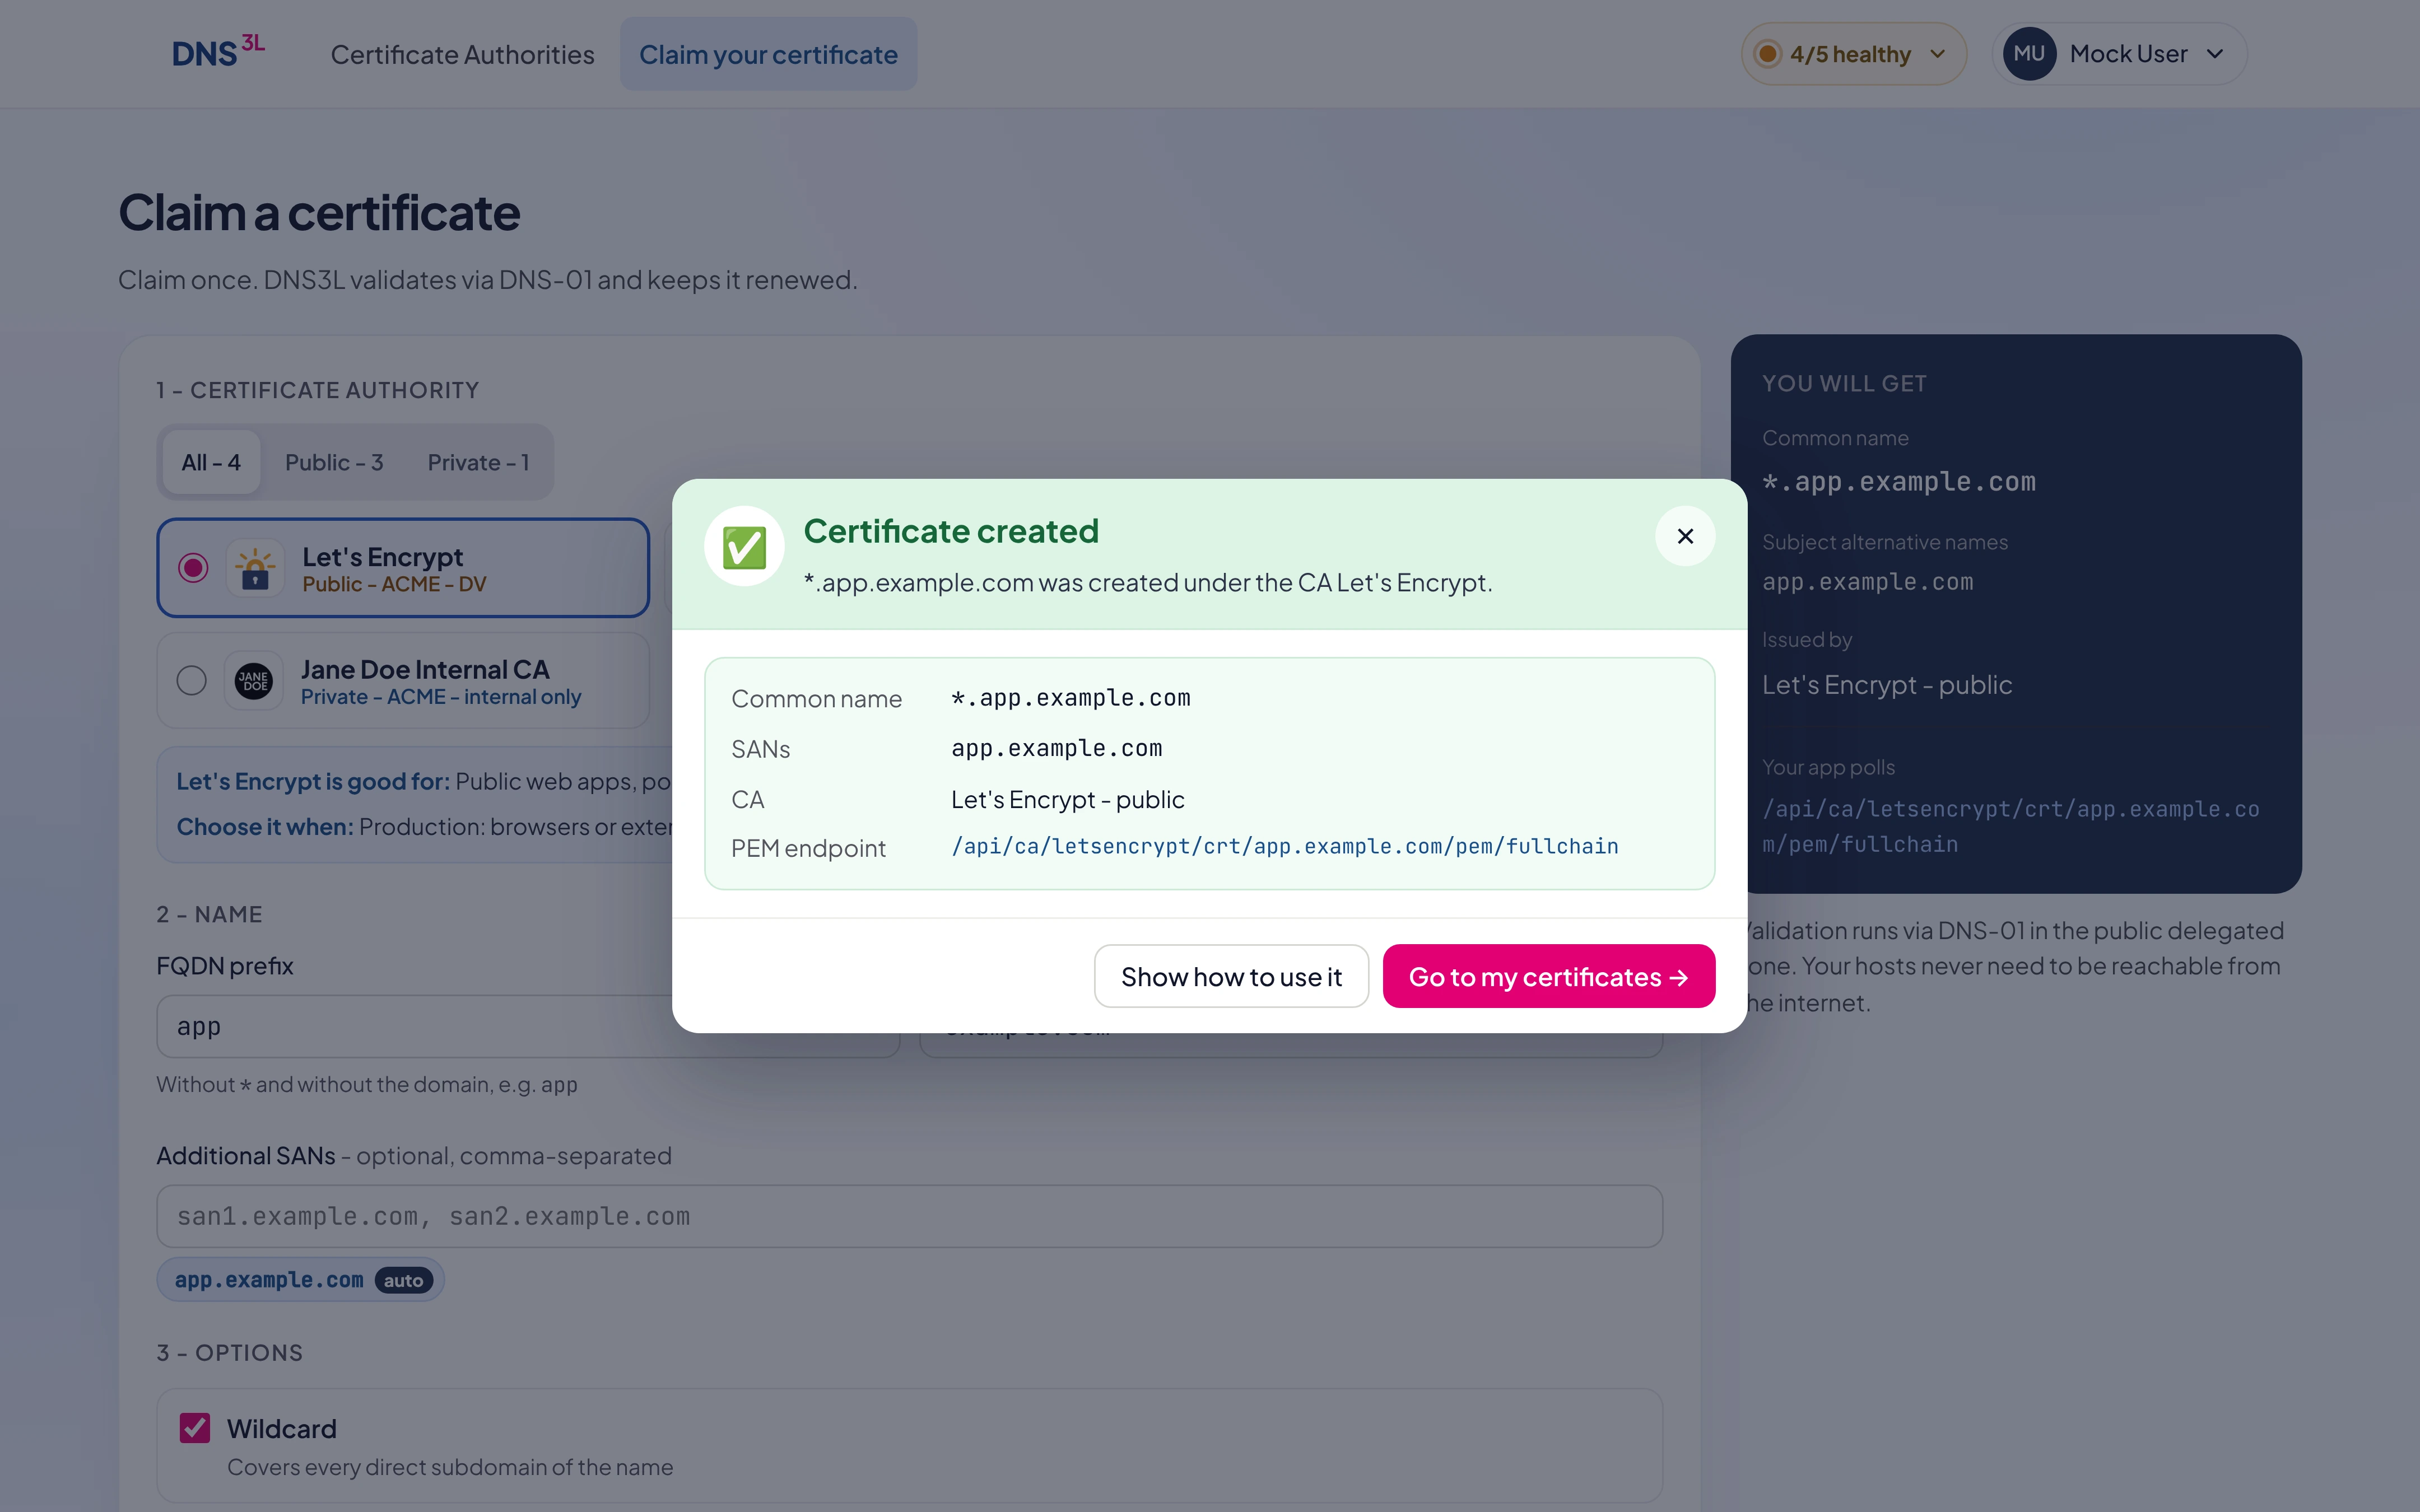 DNS 3L
Certificate Authorities
Claim your certificate
4/5 healthy
MU
Mock User
Claim a certificate
Claim once. DNS3L validates via DNS-01 and keeps it renewed.
1 - CERTIFICATE AUTHORITY
All - 4
Public - 3
Private - 1
Let's Encrypt
Public - ACME - DV
JANE
DOE
Jane Doe Internal CA
Private - ACME - internal only
Let's Encrypt is good for: Public web apps, po
Choose it when: Production: browsers or exter
2 - NAME
FQDN prefix
app
Without * and without the domain, e.g. app
Additional SANs - optional, comma-separated
san1.example.com, san2.example.com
app.example.com auto
3 - OPTIONS
Wildcard
Covers every direct subdomain of the name
Certificate created
*.app.example.com was created under the CA Let's Encrypt.
Common name *.app.example.com
SANs app.example.com
CA Let's Encrypt - public
PEM endpoint /api/ca/letsencrypt/crt/app.example.com/pem/fullchain
Show how to use it
Go to my certificates →
YOU WILL GET
Common name
*.app.example.com
Subject alternative names
app.example.com
Issued by
Let's Encrypt - public
Your app polls
/api/ca/letsencrypt/crt/app.example.co
m/pem/fullchain
alidation runs via DNS-01 in the public delegated
one. Your hosts never need to be reachable from
he internet.